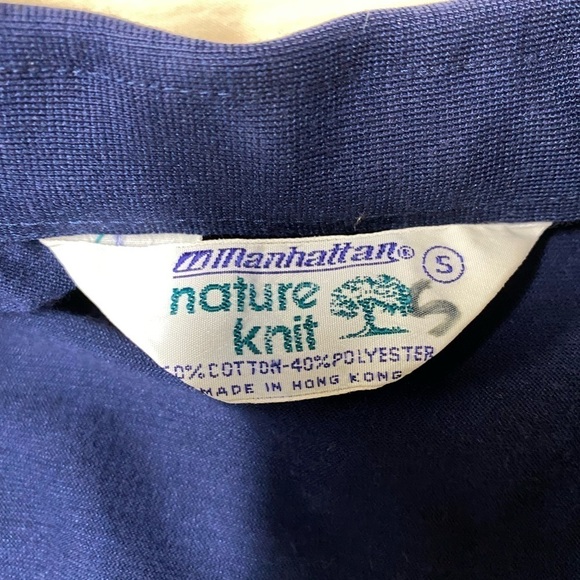 Manhattan® S
nature
knit S
0% COTTON-40% POLYESTER
MADE IN HONG KONG